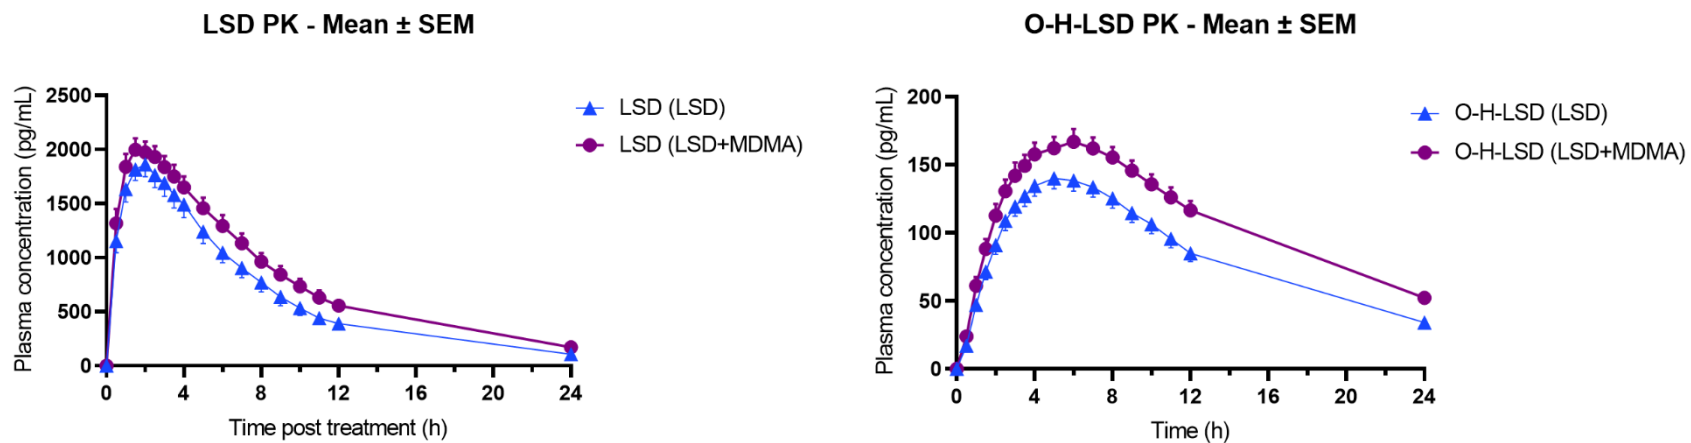 LSD PK - Mean ± SEM
Plasma concentration (pg/mL)
2500
2000
1500
1000
500
0
0 4 8 12 16 20 24
Time post treatment (h)
LSD (LSD)
LSD (LSD+MDMA)
O-H-LSD PK - Mean ± SEM
Plasma concentration (pg/mL)
200
150
100
50
0
0 4 8 12 16 20 24
Time (h)
O-H-LSD (LSD)
O-H-LSD (LSD+MDMA)